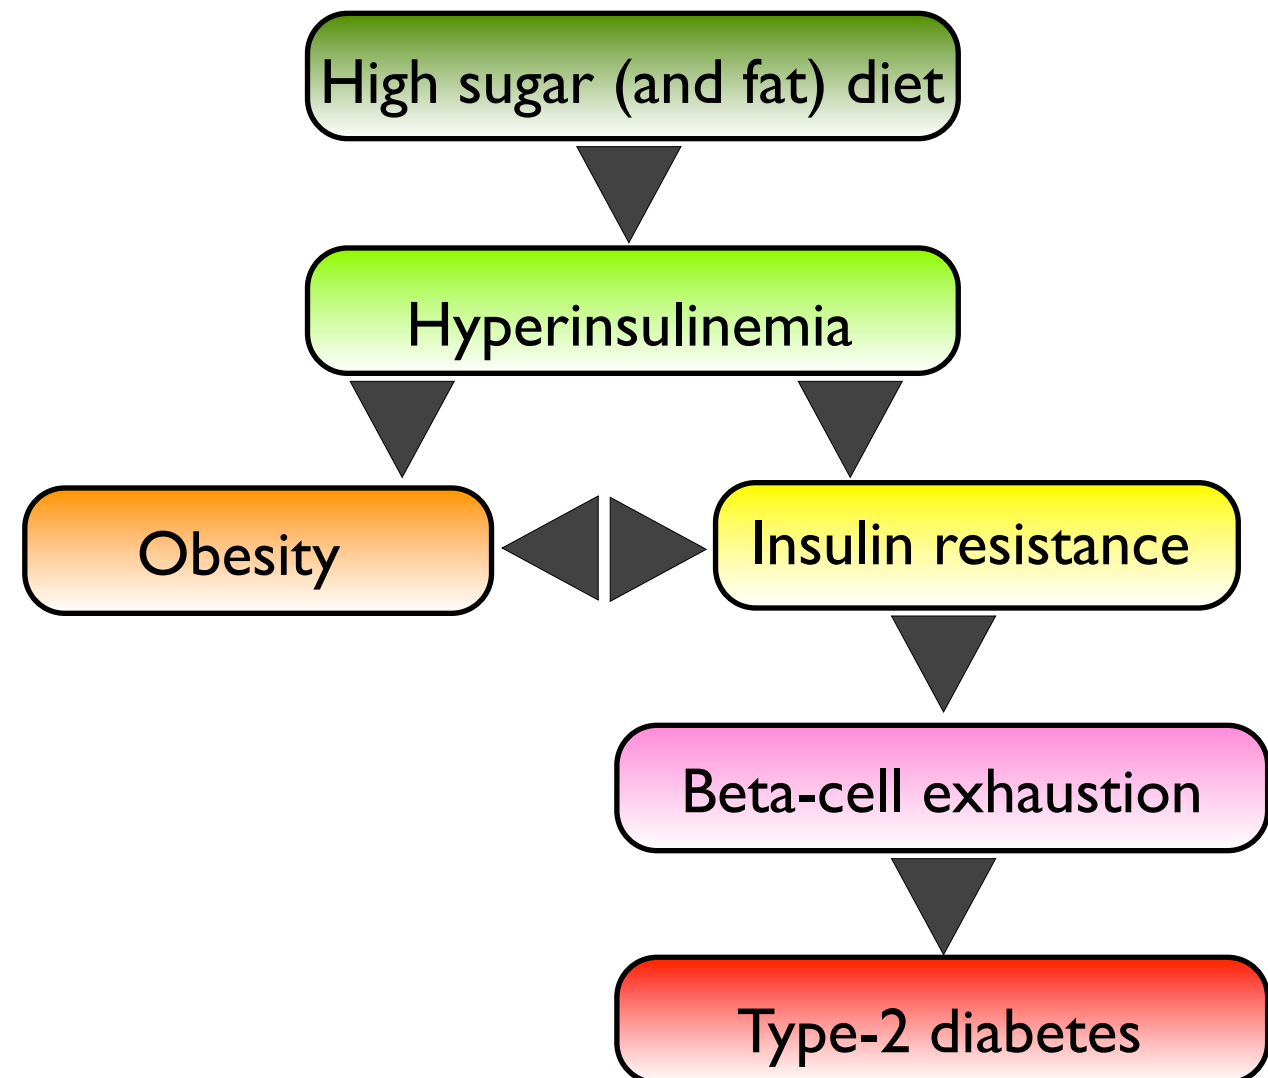 High sugar (and fat) diet
Hyperinsulinemia
Obesity
Insulin resistance
Beta-cell exhaustion
Type-2 diabetes